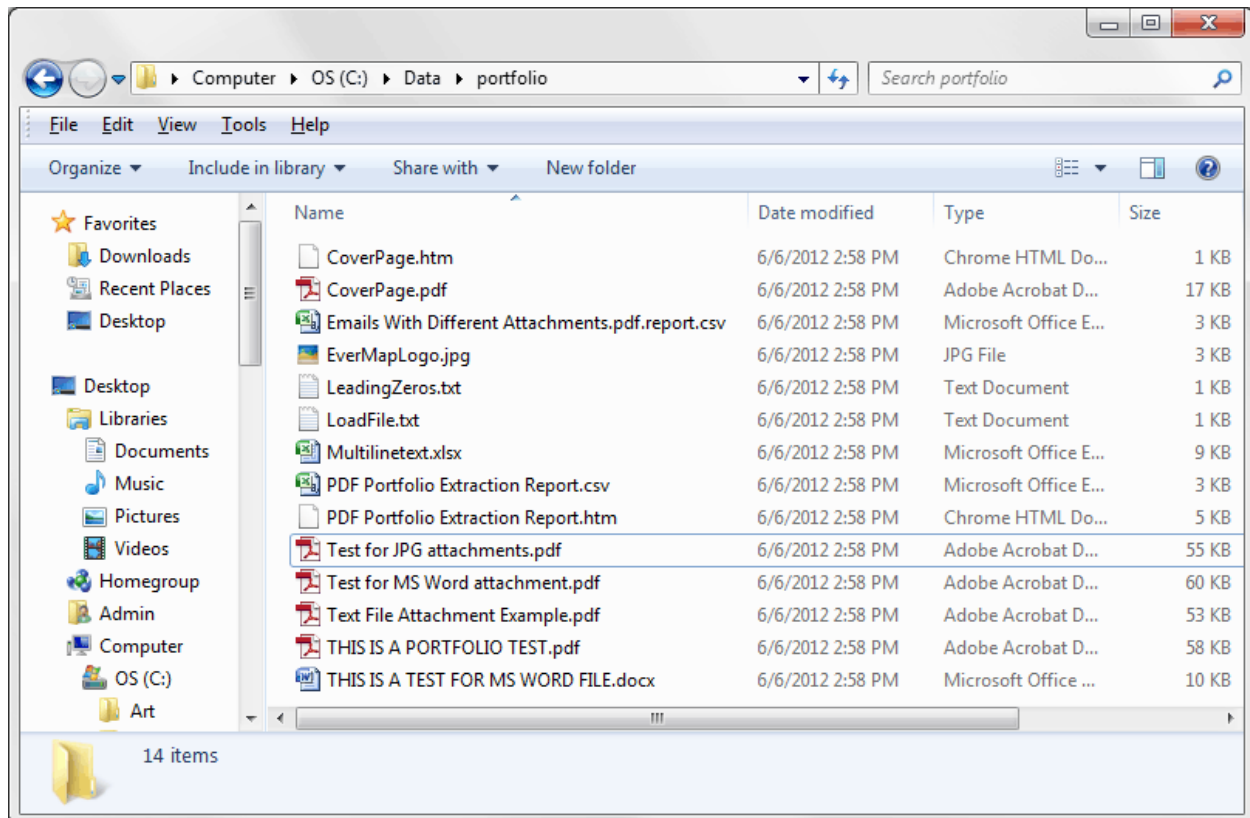 Computer OS (C:) Data portfolio Search portfolio
File Edit View Tools Help
Organize Include in library Share with New folder
Name Date modified Type Size
Favorites
Downloads
Recent Places
Desktop
Desktop
Libraries
Documents
Music
Pictures
Videos
Homegroup
Admin
Computer
OS (C:)
Art
CoverPage.htm 6/6/2012 2:58 PM Chrome HTML Do... 1 KB
CoverPage.pdf 6/6/2012 2:58 PM Adobe Acrobat D... 17 KB
Emails With Different Attachments.pdf.report.csv 6/6/2012 2:58 PM Microsoft Office E... 3 KB
EverMapLogo.jpg 6/6/2012 2:58 PM JPG File 3 KB
LeadingZeros.txt 6/6/2012 2:58 PM Text Document 1 KB
LoadFile.txt 6/6/2012 2:58 PM Text Document 1 KB
Multilinetext.xlsx 6/6/2012 2:58 PM Microsoft Office E... 9 KB
PDF Portfolio Extraction Report.csv 6/6/2012 2:58 PM Microsoft Office E... 3 KB
PDF Portfolio Extraction Report.htm 6/6/2012 2:58 PM Chrome HTML Do... 5 KB
Test for JPG attachments.pdf 6/6/2012 2:58 PM Adobe Acrobat D... 55 KB
Test for MS Word attachment.pdf 6/6/2012 2:58 PM Adobe Acrobat D... 60 KB
Text File Attachment Example.pdf 6/6/2012 2:58 PM Adobe Acrobat D... 53 KB
THIS IS A PORTFOLIO TEST.pdf 6/6/2012 2:58 PM Adobe Acrobat D... 58 KB
THIS IS A TEST FOR MS WORD FILE.docx 6/6/2012 2:58 PM Microsoft Office ... 10 KB
14 items